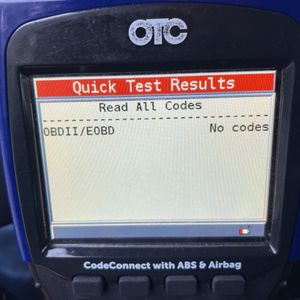 OTC
Quick Test Results
Read All Codes
OBDII/EOBD No codes
CodeConnect with ABS & Airbag